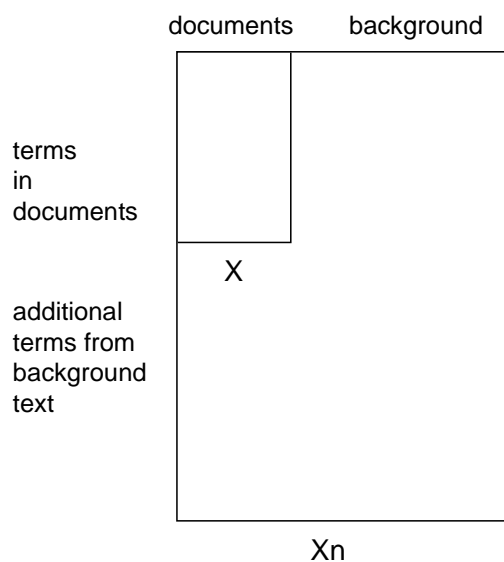 documents background
terms
in
documents
X
additional
terms from
background
text
Xn